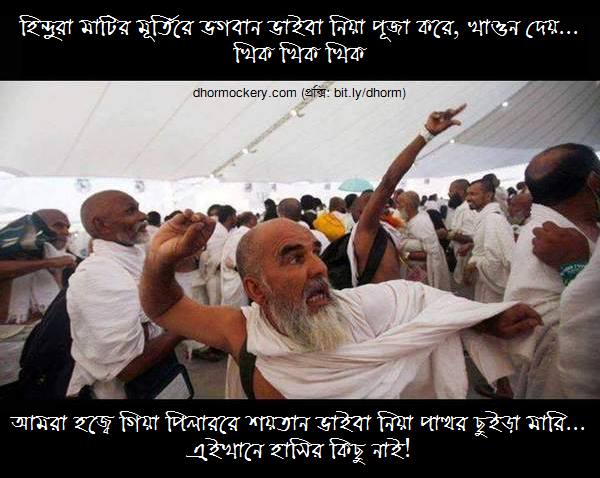 হিন্দুরা মাটির মূর্তিরে ভগবান ভাইবা নিয়া পূজা করে, খাওন দেয়...
খিক খিক খিক
dhormockery.com (প্রক্সি: bit.ly/dhorm)
আমরা হজ্বে গিয়া পিলাররে শয়তান ভাইবা নিয়া পাথর ছুইড়া মারি...
এইখানে হাসির কিছু নাই!